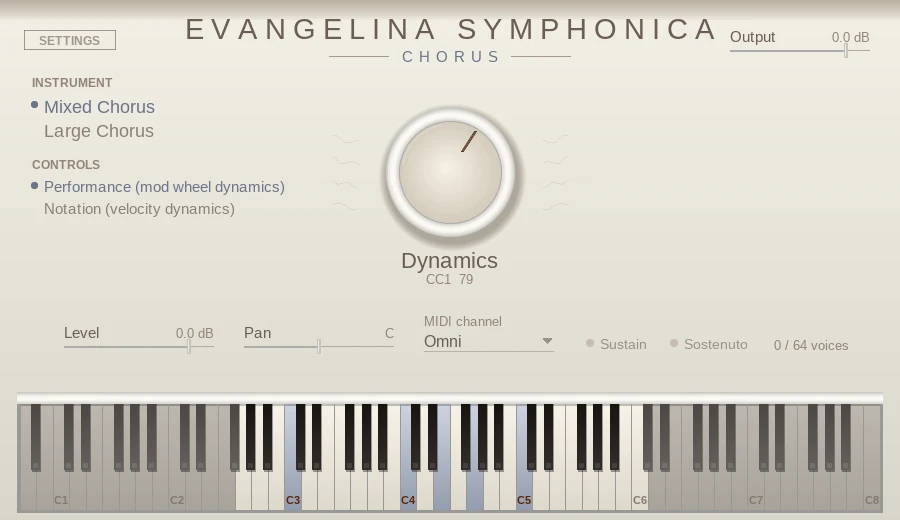 SETTINGS
EVANGELINA SYMPHONICA
CHORUS
Output 0.0 dB
INSTRUMENT
Mixed Chorus
Large Chorus
CONTROLS
Performance (mod wheel dynamics)
Notation (velocity dynamics)
Dynamics
CC1 79
Level 0.0 dB
Pan C
MIDI channel
Omni
Sustain
Sostenuto
0 / 64 voices
C1 C2 C3 C4 C5 C6 C7 C8